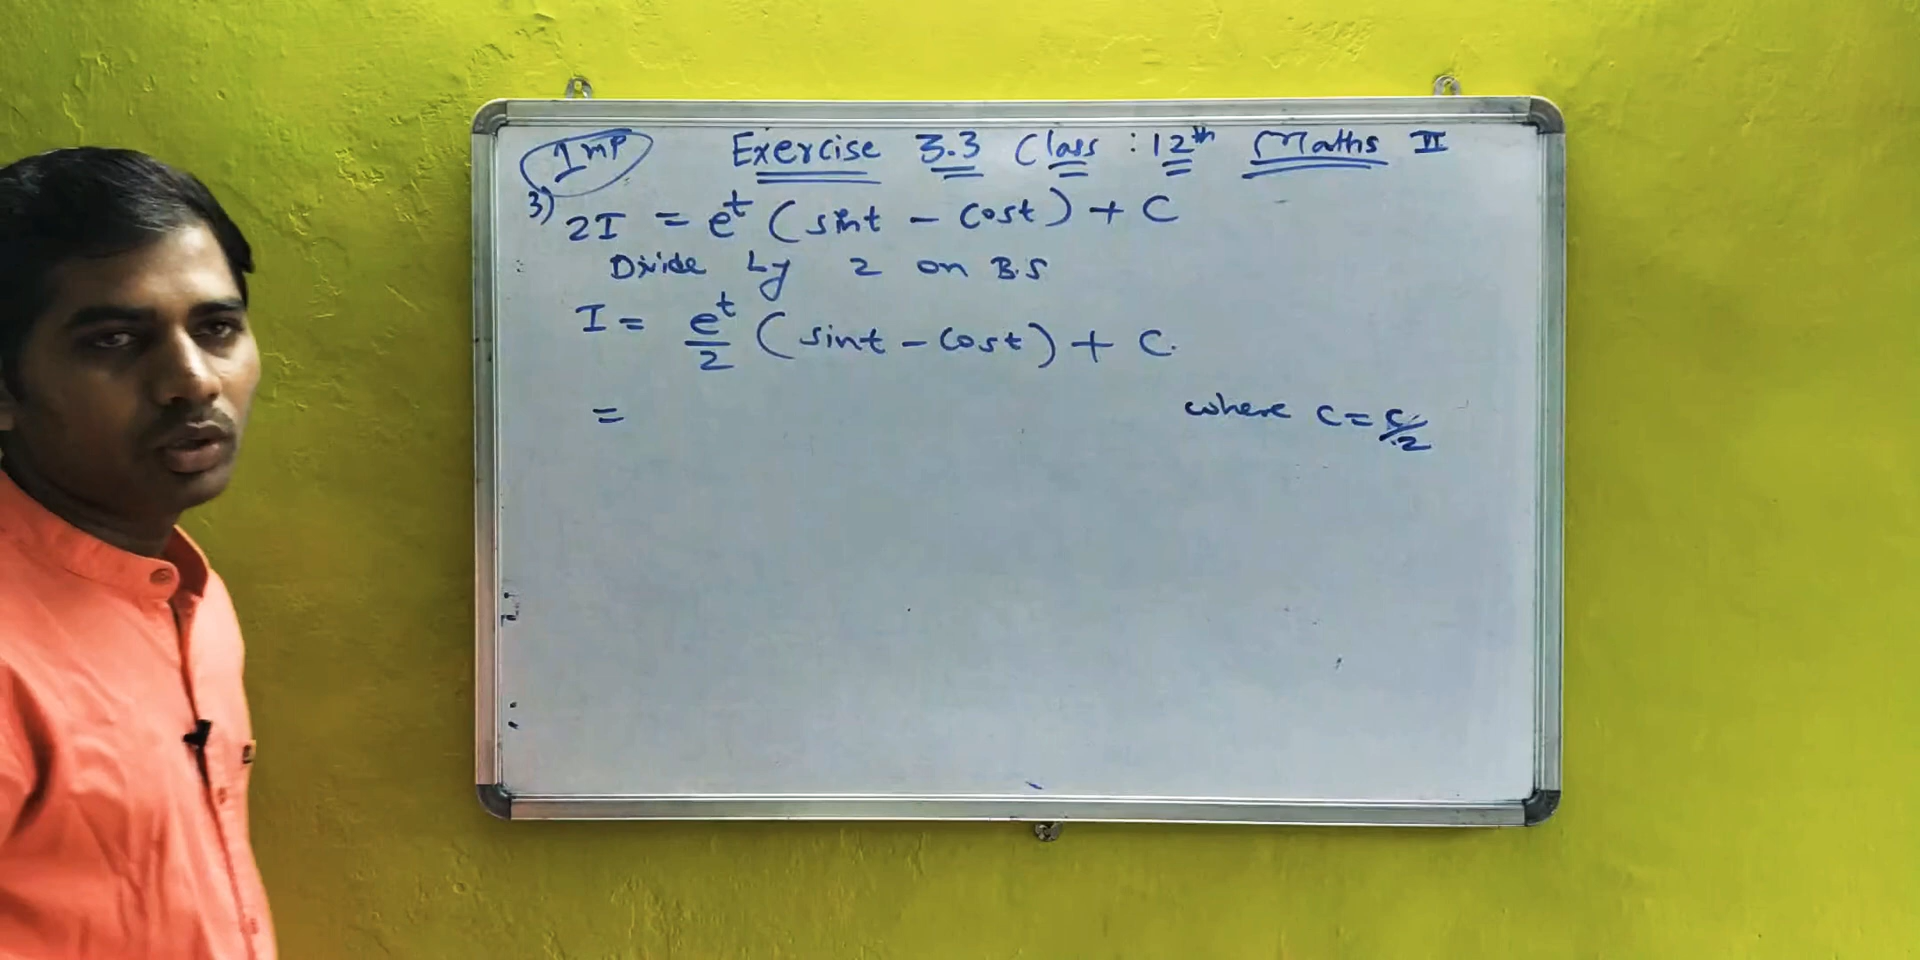 Imp Exercise 3.3 Class : 12th Maths II
3) 2I = e^t (sint - cost) + C
Divide by 2 on B.S
I = e^t/2 (sint - cost) + C.
= where c = c/2